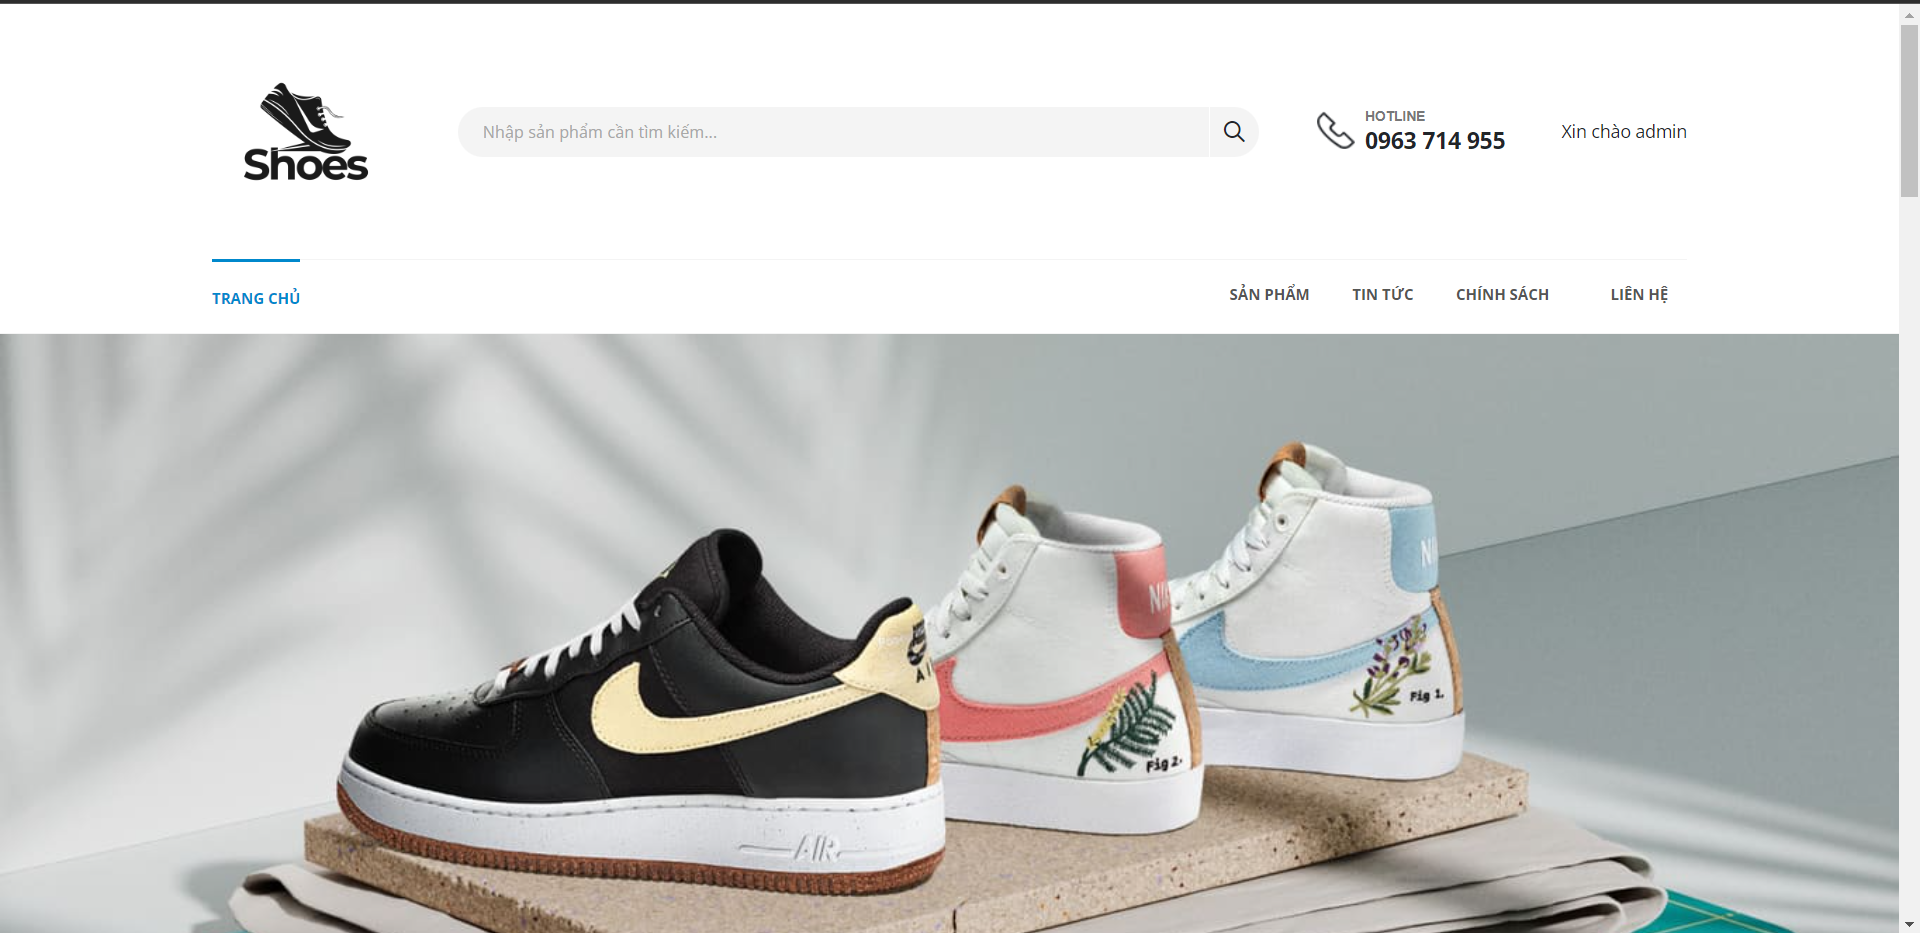 Shoes
Nhập sản phẩm cần tìm kiếm...
HOTLINE
0963 714 955
Xin chào admin
TRANG CHỦ
SẢN PHẨM
TIN TỨC
CHÍNH SÁCH
LIÊN HỆ
Fig 1.
Fig 2.
AIR